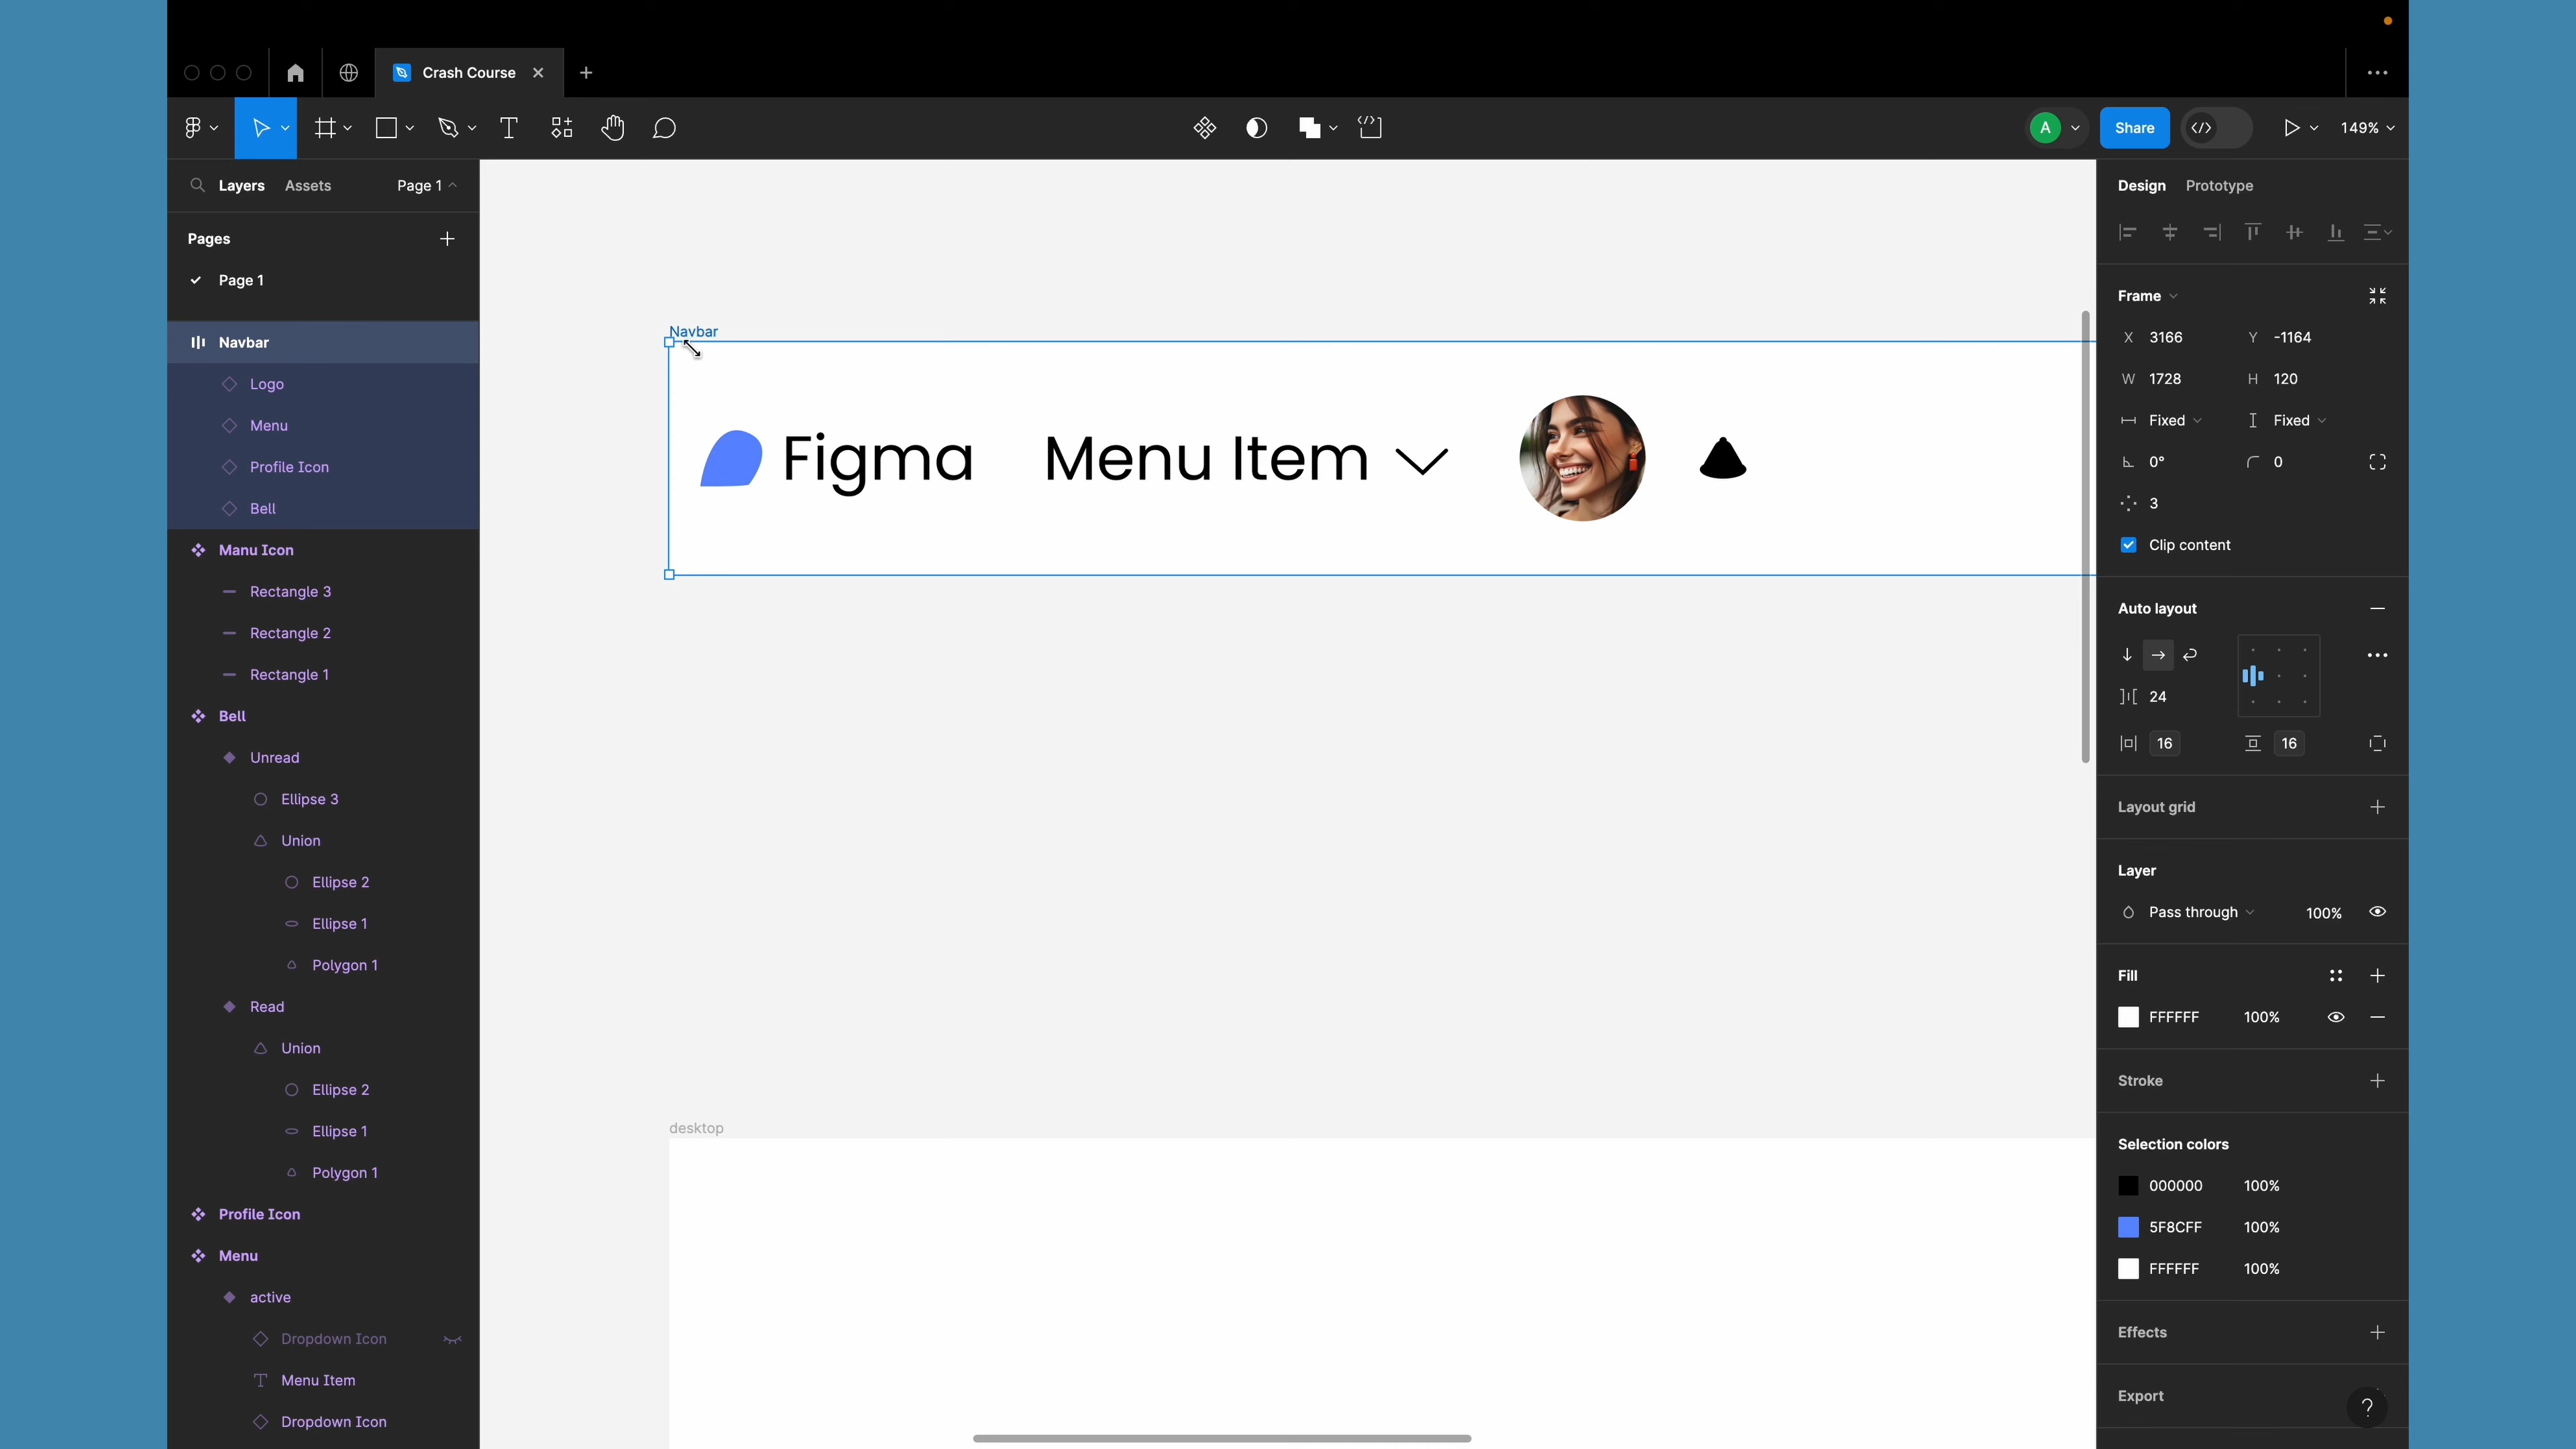 Crash Course
A
Share
149%
Layers Assets Page 1
Pages
Page 1
Navbar
Logo
Menu
Profile Icon
Bell
Manu Icon
Rectangle 3
Rectangle 2
Rectangle 1
Bell
Unread
Ellipse 3
Union
Ellipse 2
Ellipse 1
Polygon 1
Read
Union
Ellipse 2
Ellipse 1
Polygon 1
Profile Icon
Menu
active
Dropdown Icon
Menu Item
Dropdown Icon
Navbar
Figma Menu Item
desktop
Design Prototype
Frame
X 3166 Y -1164
W 1728 H 120
Fixed Fixed
0° 0
3
Clip content
Auto layout
24
16 16
Layout grid
Layer
Pass through 100%
Fill
FFFFFF 100%
Stroke
Selection colors
000000 100%
5F8CFF 100%
FFFFFF 100%
Effects
Export
?